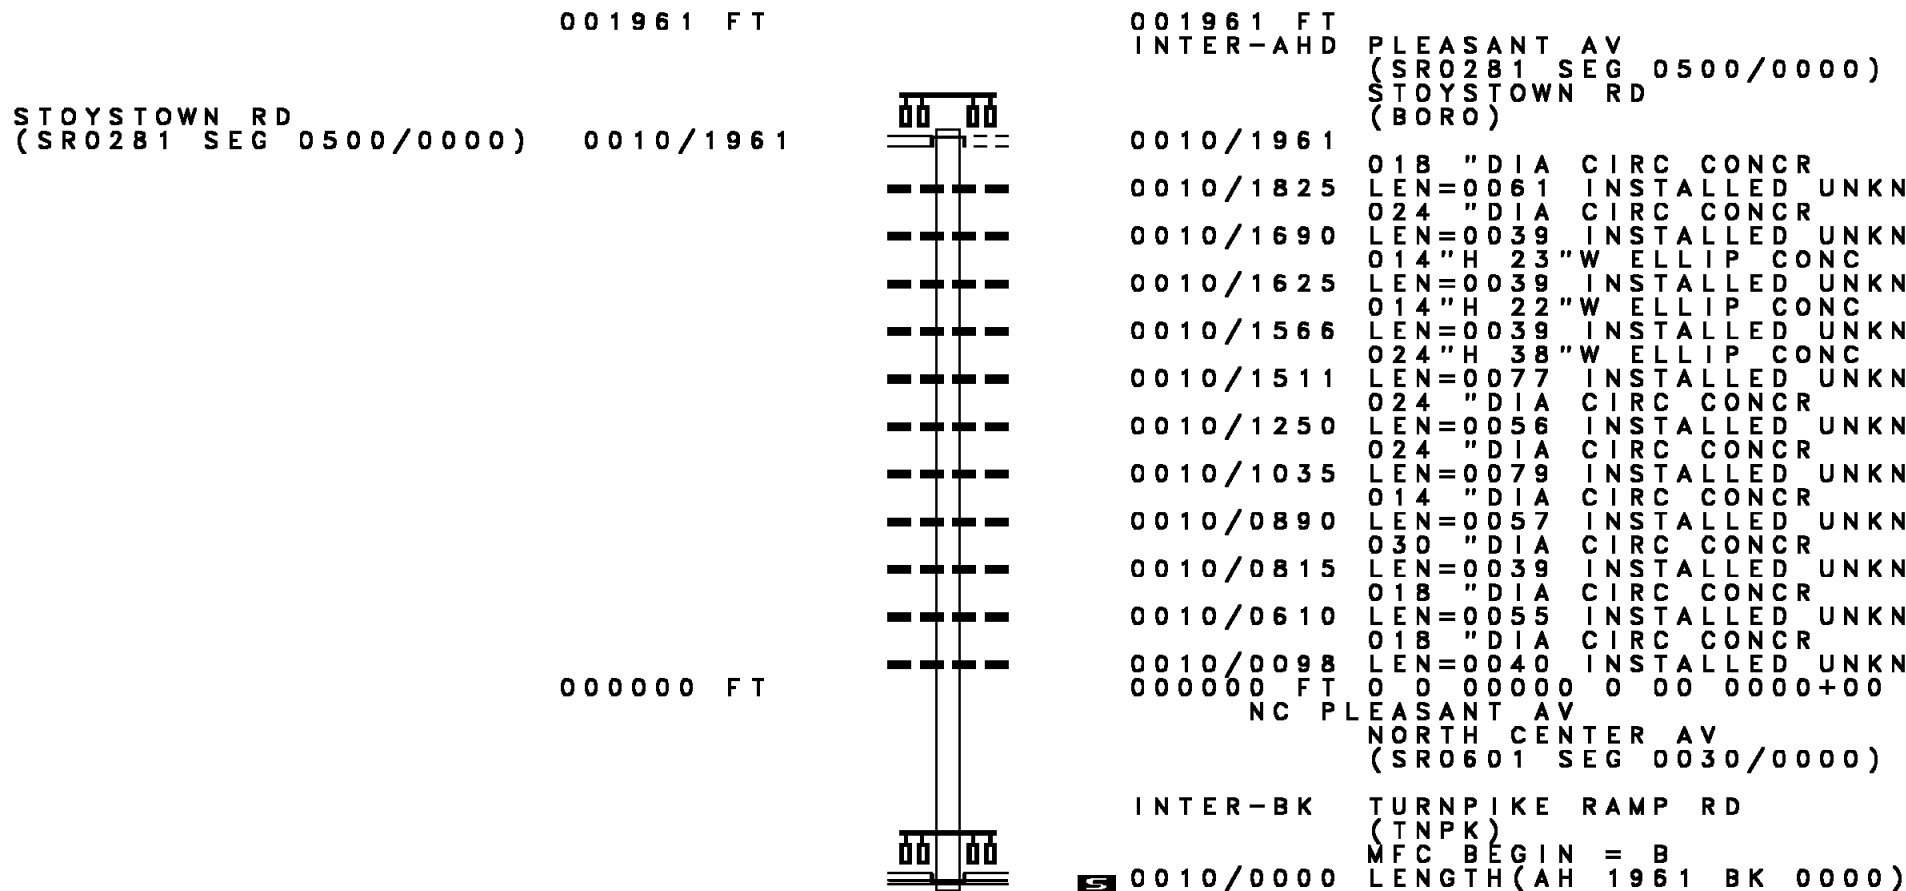 001961 FT 001961 FT
INTER-AHD PLEASANT AV
(SR0281 SEG 0500/0000)
STOYSTOWN RD
STOYSTOWN RD (BORO)
(SR0281 SEG 0500/0000) 0010/1961 0010/1961
018 "DIA CIRC CONCR
0010/1825 LEN=0061 INSTALLED UNKN
024 "DIA CIRC CONCR
0010/1690 LEN=0039 INSTALLED UNKN
014"H 23"W ELLIP CONC
0010/1625 LEN=0039 INSTALLED UNKN
014"H 22"W ELLIP CONC
0010/1566 LEN=0039 INSTALLED UNKN
024"H 38"W ELLIP CONC
0010/1511 LEN=0077 INSTALLED UNKN
024 "DIA CIRC CONCR
0010/1250 LEN=0056 INSTALLED UNKN
024 "DIA CIRC CONCR
0010/1035 LEN=0079 INSTALLED UNKN
014 "DIA CIRC CONCR
0010/0890 LEN=0057 INSTALLED UNKN
030 "DIA CIRC CONCR
0010/0815 LEN=0039 INSTALLED UNKN
018 "DIA CIRC CONCR
0010/0610 LEN=0055 INSTALLED UNKN
018 "DIA CIRC CONCR
0010/0098 LEN=0040 INSTALLED UNKN
000000 FT 000000 FT 0 0 00000 0 00 0000+00
NC PLEASANT AV
NORTH CENTER AV
(SR0601 SEG 0030/0000)
INTER-BK TURNPIKE RAMP RD
(TNPK)
MFC BEGIN = B
S 0010/0000 LENGTH(AH 1961 BK 0000)